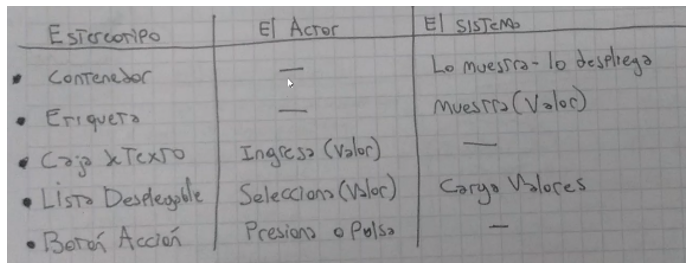 Estereotipo El Actor El Sistema
• Contenedor — Lo muestra - lo despliega
• Etiqueta — Muestra (Valor)
• Caja x Texto Ingresa (Valor) —
• Lista Desplegable Selecciona (Valor) Carga Valores
• Botón Acción Presiona o Pulsa —